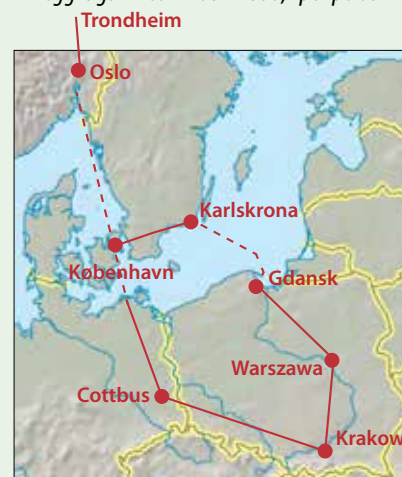 Trondheim
Oslo
Karlskrona
København
Gdansk
Warszawa
Cottbus
Krakow